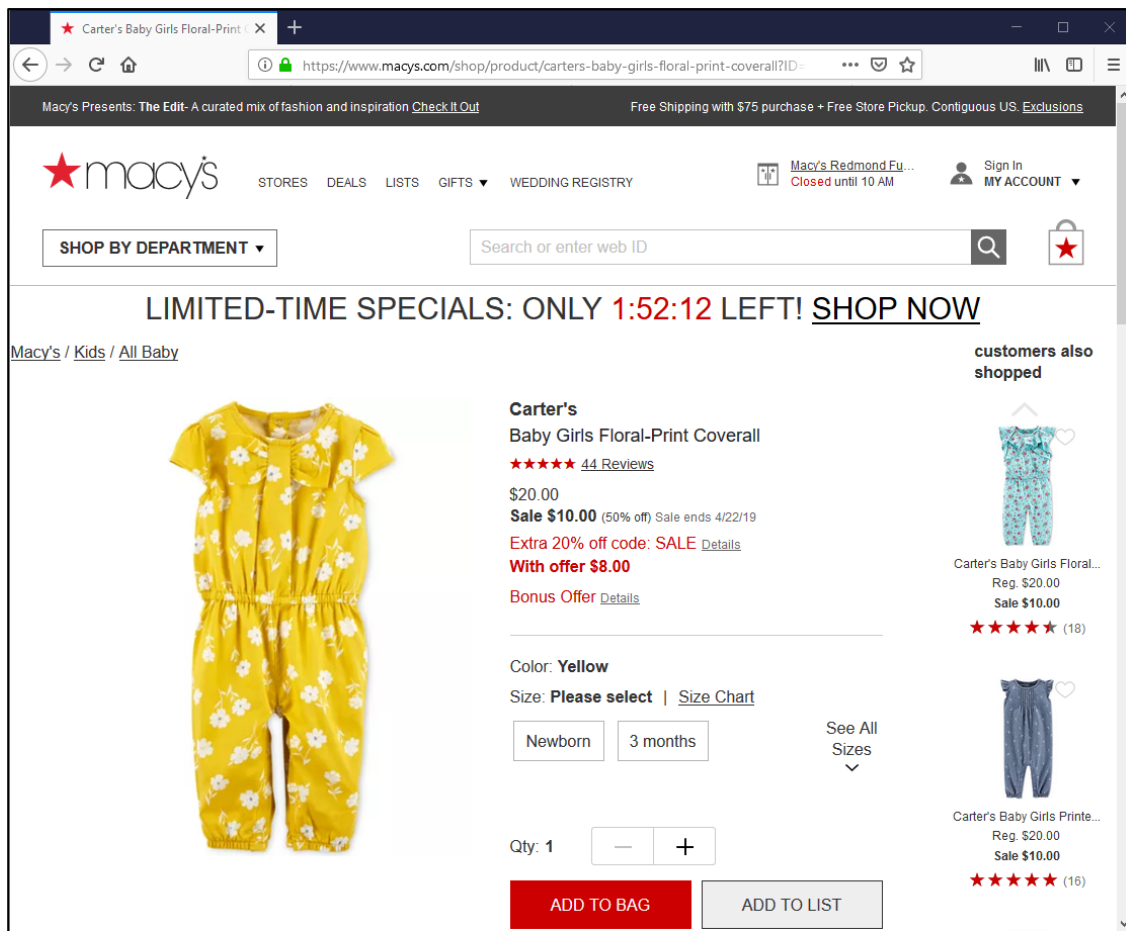 Carter's Baby Girls Floral-Print C
https://www.macys.com/shop/product/carters-baby-girls-floral-print-coverall?ID=
Macy's Presents: The Edit- A curated mix of fashion and inspiration Check It Out
Free Shipping with $75 purchase + Free Store Pickup. Contiguous US. Exclusions
macy's
STORES DEALS LISTS GIFTS ▼ WEDDING REGISTRY
Macy's Redmond Fu...
Closed until 10 AM
Sign In
MY ACCOUNT ▼
SHOP BY DEPARTMENT ▼
Search or enter web ID
LIMITED-TIME SPECIALS: ONLY 1:52:12 LEFT! SHOP NOW
Macy's / Kids / All Baby
Carter's
Baby Girls Floral-Print Coverall
★★★★★ 44 Reviews
$20.00
Sale $10.00 (50% off) Sale ends 4/22/19
Extra 20% off code: SALE Details
With offer $8.00
Bonus Offer Details
Color: Yellow
Size: Please select | Size Chart
Newborn
3 months
See All
Sizes
Qty: 1
ADD TO BAG
ADD TO LIST
customers also
shopped
Carter's Baby Girls Floral...
Reg. $20.00
Sale $10.00
(18)
Carter's Baby Girls Printe...
Reg. $20.00
Sale $10.00
(16)